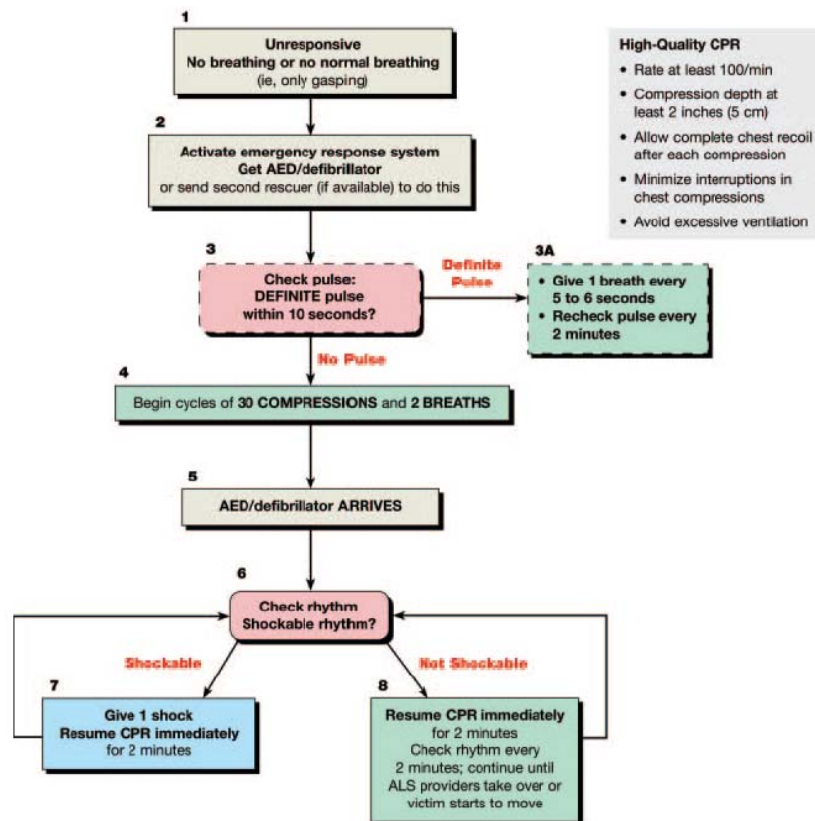 1
Unresponsive
No breathing or no normal breathing
(ie, only gasping)
High-Quality CPR
• Rate at least 100/min
• Compression depth at
least 2 inches (5 cm)
• Allow complete chest recoil
after each compression
• Minimize interruptions in
chest compressions
• Avoid excessive ventilation
2
Activate emergency response system
Get AED/defibrillator
or send second rescuer (if available) to do this
3
Check pulse:
DEFINITE pulse
within 10 seconds?
Definite
Pulse
3A
• Give 1 breath every
5 to 6 seconds
• Recheck pulse every
2 minutes
No Pulse
4
Begin cycles of 30 COMPRESSIONS and 2 BREATHS
5
AED/defibrillator ARRIVES
6
Check rhythm
Shockable rhythm?
Shockable
Not Shockable
7
Give 1 shock
Resume CPR immediately
for 2 minutes
8
Resume CPR immediately
for 2 minutes
Check rhythm every
2 minutes; continue until
ALS providers take over or
victim starts to move